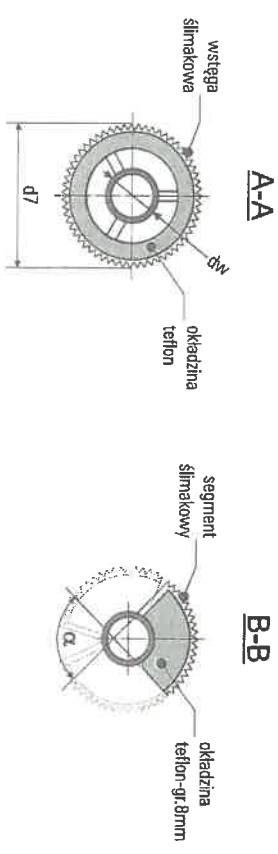 A-A
wstęga
ślimakowa
d7
dw
okładzina
teflon
B-B
segment
ślimakowy
α
okładzina
teflon-gr.8mm